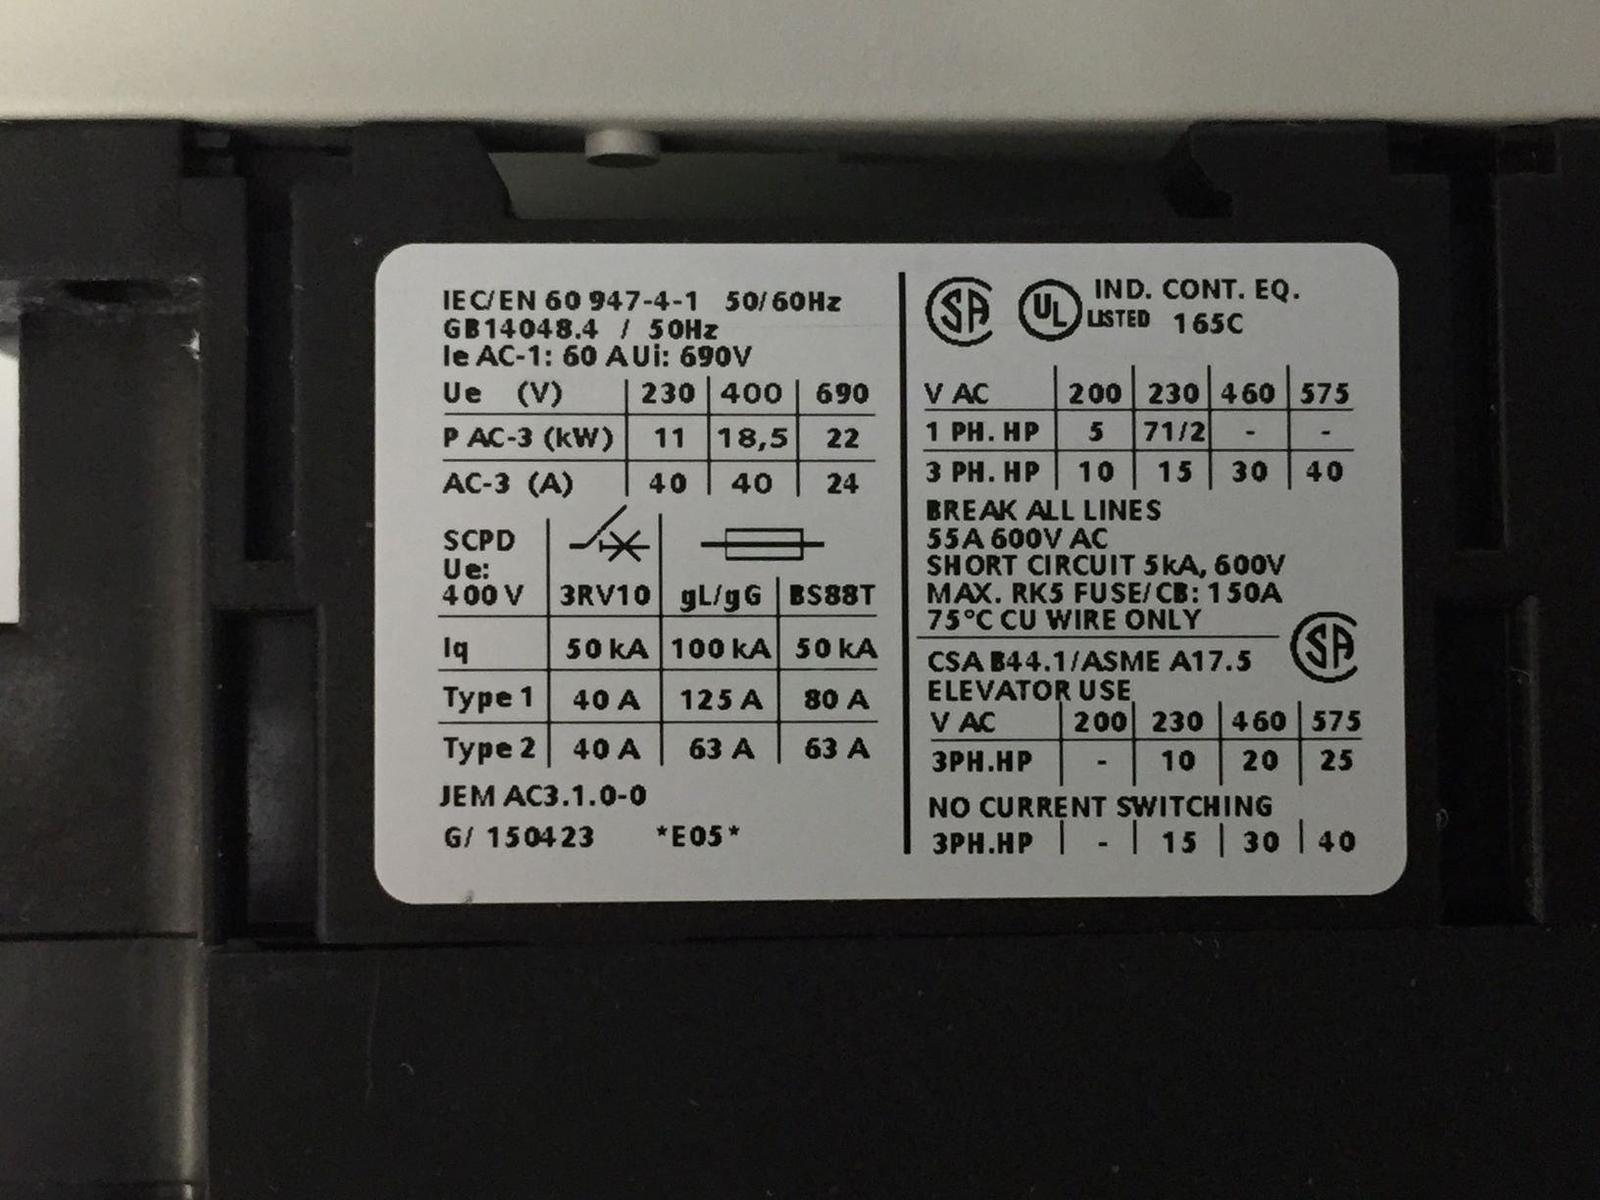 IEC/EN 60 947-4-1 50/60Hz
GB14048.4 / 50Hz
Ie AC-1: 60 A Ui: 690V
Ue (V) 230 400 690
P AC-3 (kW) 11 18,5 22
AC-3 (A) 40 40 24
SCPD
Ue:
400 V 3RV10 gL/gG BS88T
Iq 50 kA 100 kA 50 kA
Type 1 40 A 125 A 80 A
Type 2 40 A 63 A 63 A
JEM AC3.1.0-0
G/ 150423 *E05*
SA UL LISTED IND. CONT. EQ.
165C
V AC 200 230 460 575
1 PH. HP 5 71/2 - -
3 PH. HP 10 15 30 40
BREAK ALL LINES
55A 600V AC
SHORT CIRCUIT 5kA, 600V
MAX. RK5 FUSE/CB: 150A
75°C CU WIRE ONLY
CSA B44.1/ASME A17.5 SA
ELEVATOR USE
V AC 200 230 460 575
3PH.HP - 10 20 25
NO CURRENT SWITCHING
3PH.HP - 15 30 40